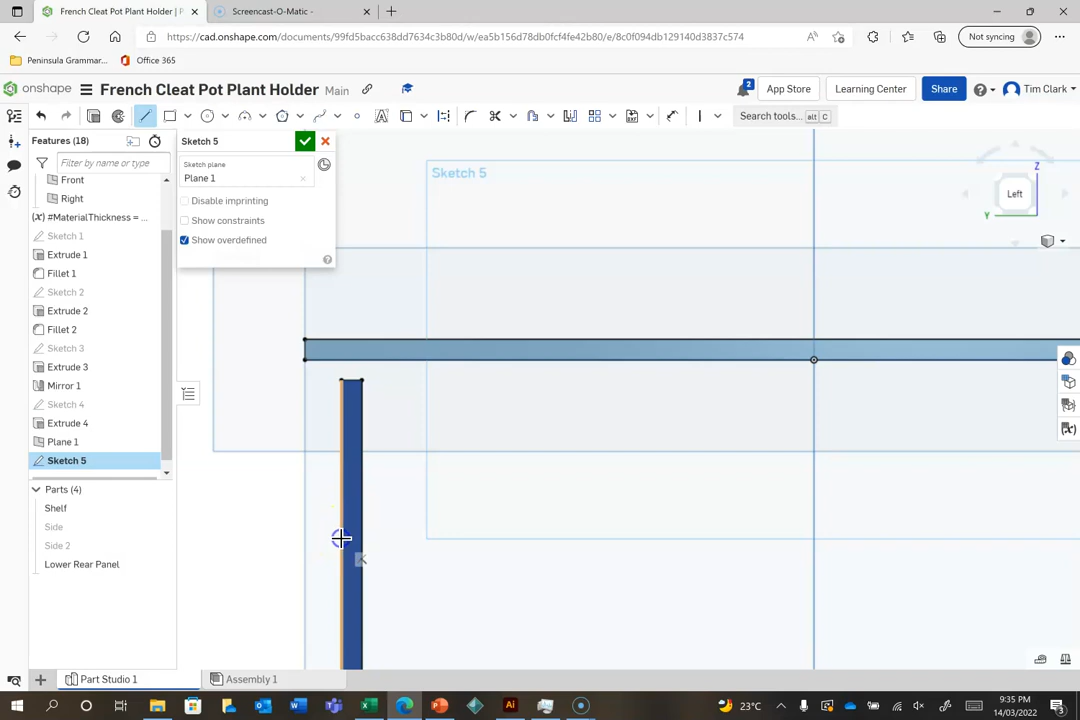 French Cleat Pot Plant Holder |
Screencast-O-Matic -
https://cad.onshape.com/documents/99fd5bacc638dd7634c3b80d/w/ea5b156d78db0fcf4fe42b80/e/8c0f094db19d40d3837c3574
Not syncing
Peninsula Grammar...
Office 365
onshape
French Cleat Pot Plant Holder
Main
2
App Store
Learning Center
Share
Tim Clark
Search tools...
alt C
Features (18)
Filter by name or type
Front
Right
(x) #MaterialThickness = ...
Sketch 1
Extrude 1
Fillet 1
Sketch 2
Extrude 2
Fillet 2
Sketch 3
Extrude 3
Mirror 1
Sketch 4
Extrude 4
Plane 1
Sketch 5
Parts (4)
Shelf
Side
Side 2
Lower Rear Panel
Sketch 5
Sketch plane
Plane 1
Disable imprinting
Show constraints
Show overdefined
Sketch 5
Z
Left
Y
Part Studio 1
Assembly 1
23°C
9:35 PM
14/03/2022